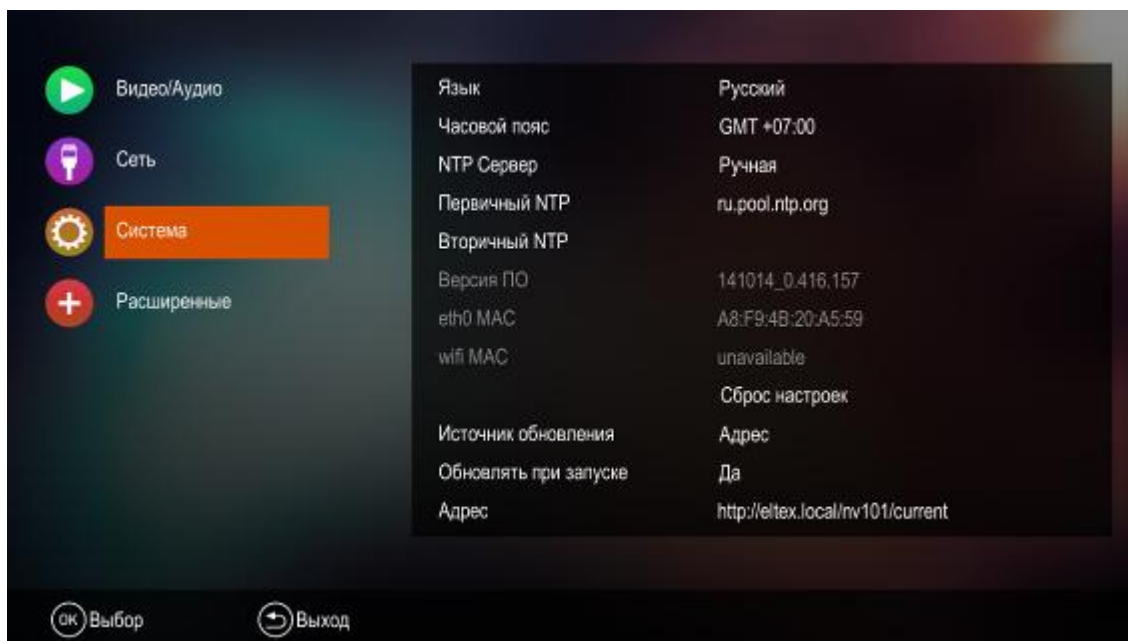 Видео/Аудио
Сеть
Система
Расширенные
Язык Русский
Часовой пояс GMT +07:00
NTP Сервер Ручная
Первичный NTP ru.pool.ntp.org
Вторичный NTP
Версия ПО 141014_0.416.157
eth0 MAC A8:F9:4B:20:A5:59
wifi MAC unavailable
Сброс настроек
Источник обновления Адрес
Обновлять при запуске Да
Адрес http://eltex.local/nv101/current
OK Выбор Выход